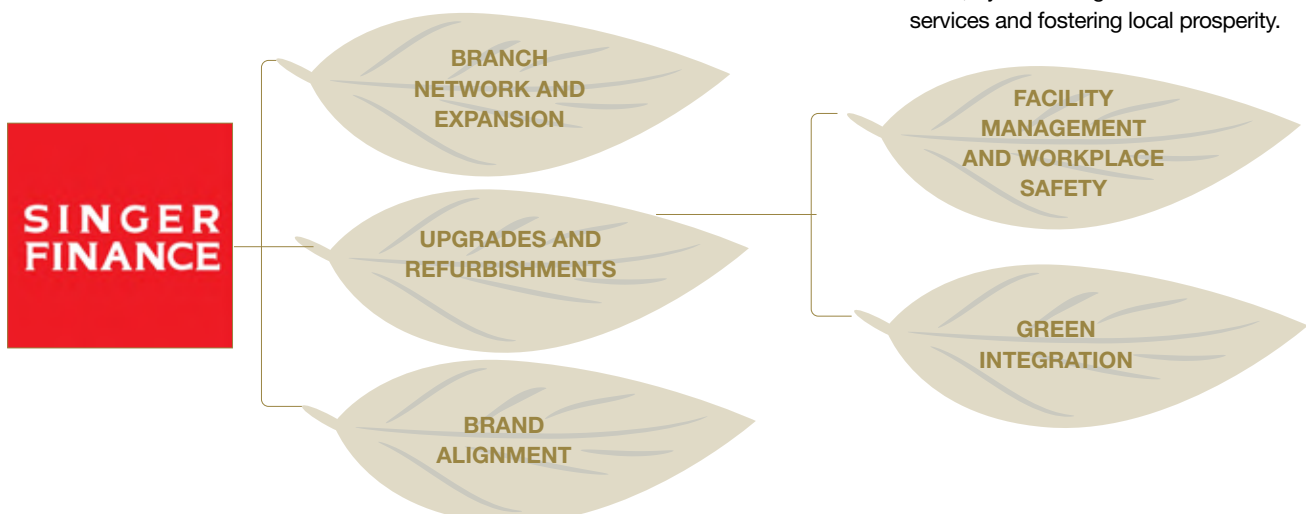 services and fostering local prosperity.
SINGER
FINANCE
BRANCH
NETWORK AND
EXPANSION
UPGRADES AND
REFURBISHMENTS
BRAND
ALIGNMENT
FACILITY
MANAGEMENT
AND WORKPLACE
SAFETY
GREEN
INTEGRATION